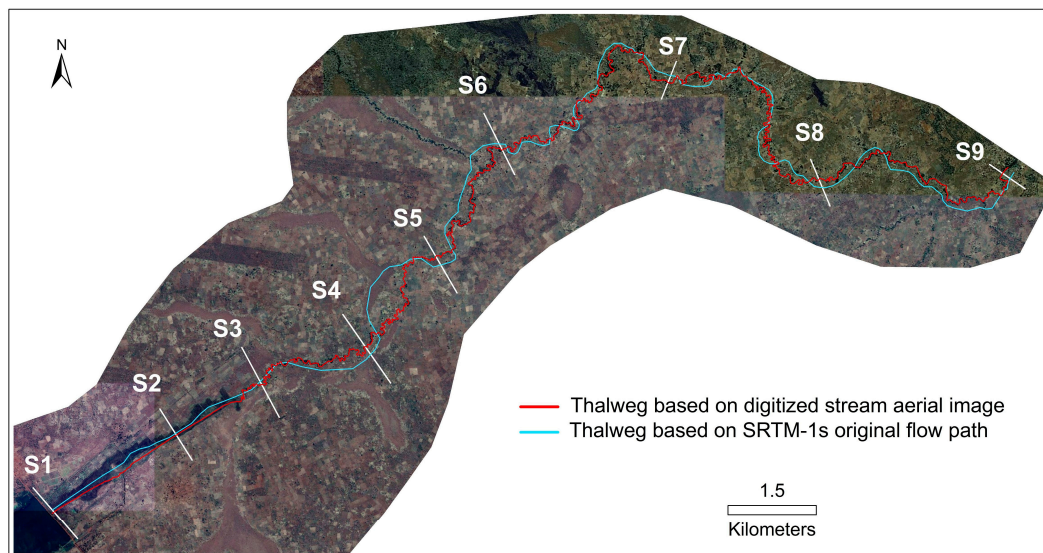 N
S7
S6
S8
S9
S5
S4
S3
S2
S1
Thalweg based on digitized stream aerial image
Thalweg based on SRTM-1s original flow path
1.5
Kilometers